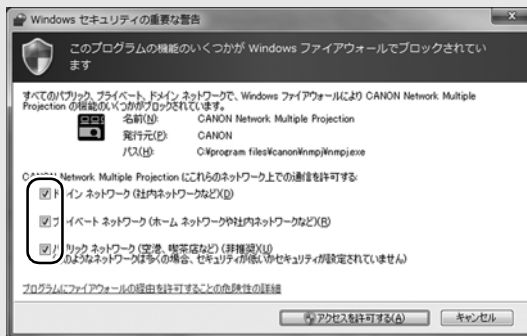 Windows セキュリティの重要な警告
このプログラムの機能のいくつかが Windows ファイアウォールでブロックされてい
ます
すべてのパブリック、プライベート、ドメイン ネットワークで、Windows ファイアウォールにより CANON Network Multiple
Projection の機能のいくつかがブロックされています。
名前(N): CANON Network Multiple Projection
発行元(P): CANON
パス(H): C:¥program files¥canon¥nmpj¥nmpj.exe
CANON Network Multiple Projection にこれらのネットワーク上での通信を許可する:
ドメイン ネットワーク (社内ネットワークなど)(D)
プライベート ネットワーク (ホーム ネットワークや社内ネットワークなど)(R)
パブリック ネットワーク (空港、喫茶店など) (非推奨)(U)
(このようなネットワークは多くの場合、セキュリティが低いかセキュリティが設定されていません)
プログラムにファイアウォールの経由を許可することの危険性の詳細
アクセスを許可する(A) キャンセル